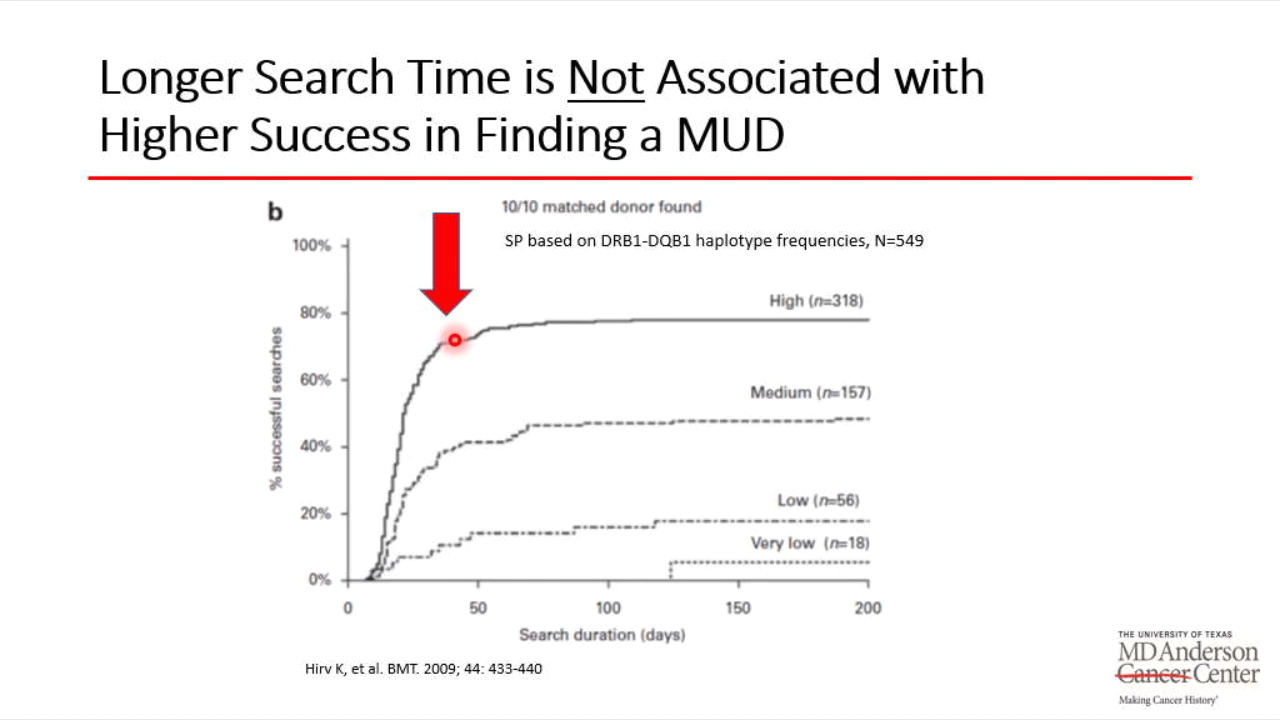 Longer Search Time is Not Associated with
Higher Success in Finding a MUD
b
10/10 matched donor found
SP based on DRB1-DQB1 haplotype frequencies, N=549
100%
80%
60%
40%
20%
0%
% successful searches
High (n=318)
Medium (n=157)
Low (n=56)
Very low (n=18)
0 50 100 150 200
Search duration (days)
Hirv K, et al. BMT. 2009; 44: 433-440
THE UNIVERSITY OF TEXAS
MD Anderson
Cancer Center
Making Cancer History®